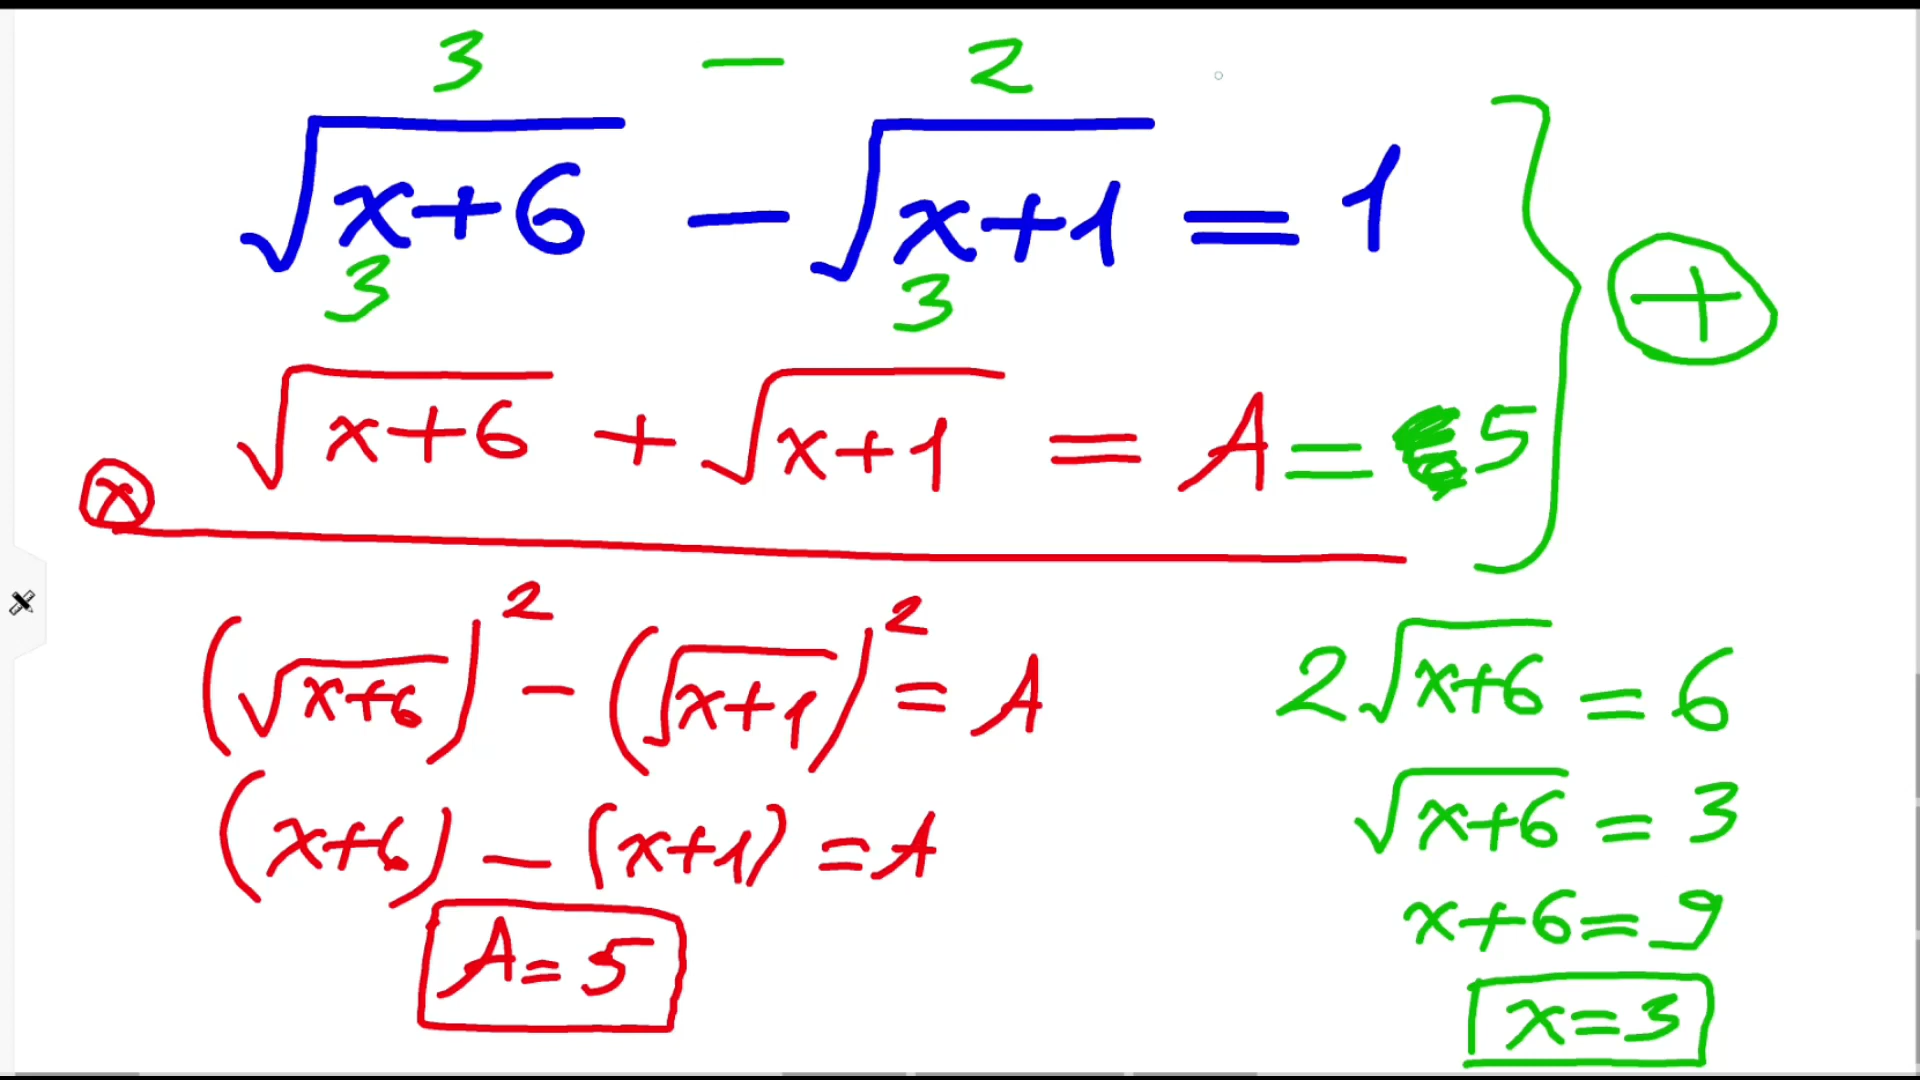 3 − 2
√x+6 − √x+1 = 1
3 3
+
√x+6 + √x+1 = A = 5
x
(√x+6)² − (√x+1)² = A
(x+6) − (x+1) = A
A = 5
2√x+6 = 6
√x+6 = 3
x+6 = 9
x = 3